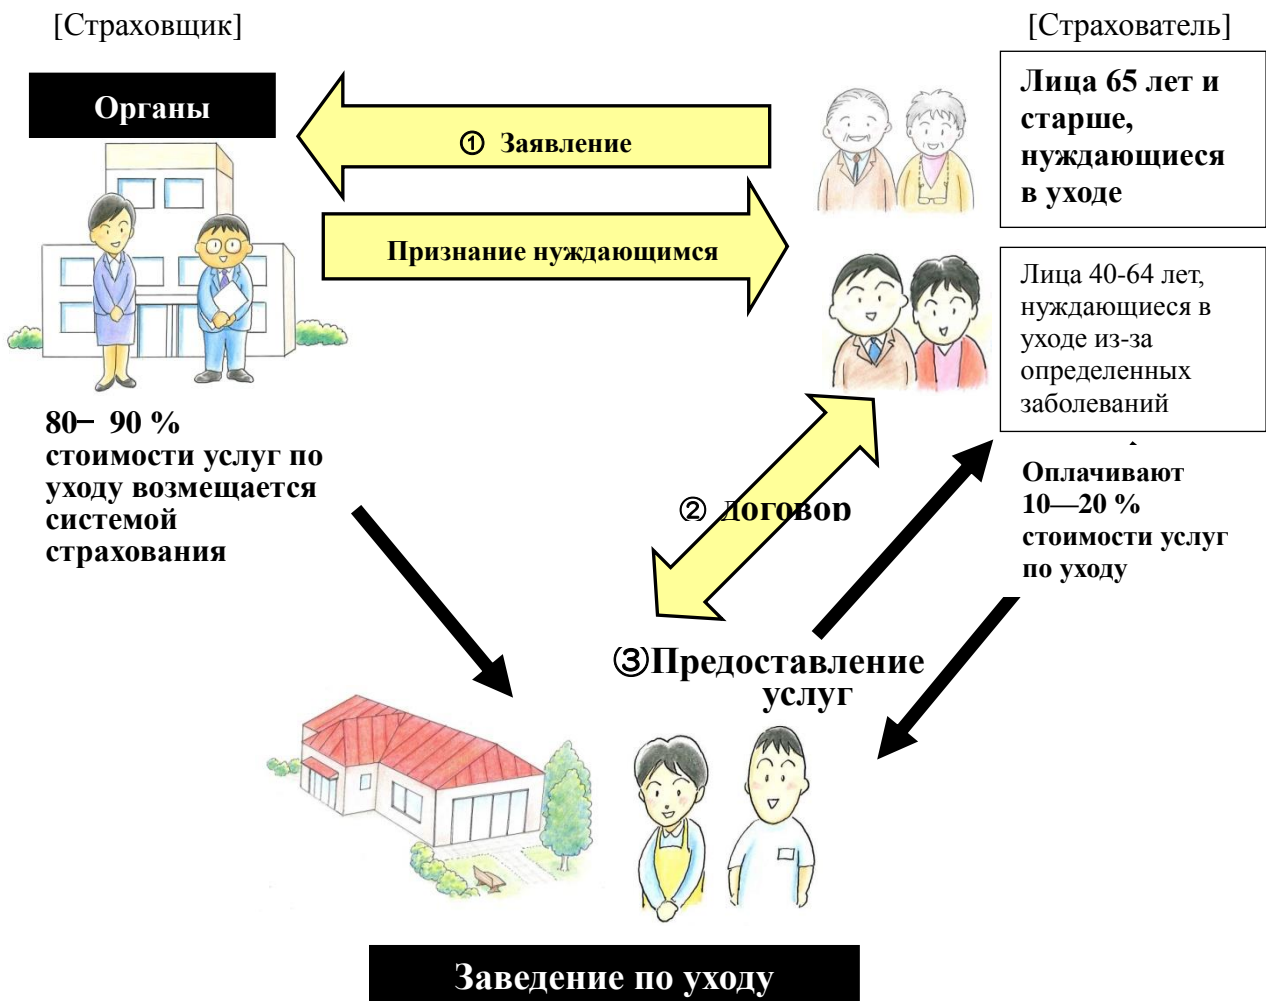 [Страховщик]
[Страхователь]
Органы
① Заявление
Признание нуждающимся
Лица 65 лет и
старше,
нуждающиеся
в уходе
Лица 40-64 лет,
нуждающиеся в
уходе из-за
определенных
заболеваний
80– 90 %
стоимости услуг по
уходу возмещается
системой
страхования
② договор
Оплачивают
10—20 %
стоимости услуг
по уходу
③Предоставление
услуг
Заведение по уходу